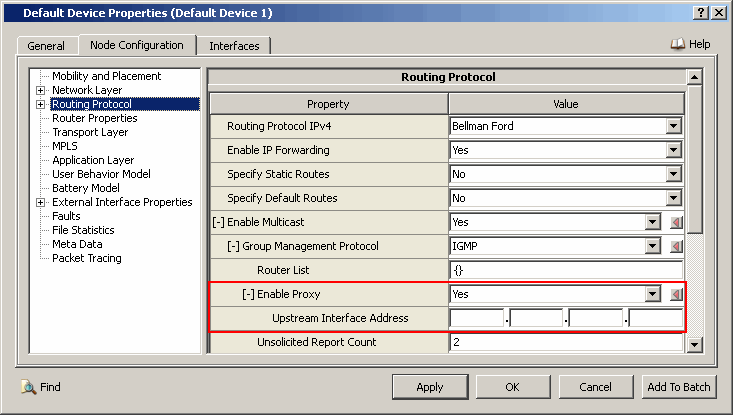 Default Device Properties (Default Device 1)
General
Node Configuration
Interfaces
Help
Mobility and Placement
Network Layer
Routing Protocol
Router Properties
Transport Layer
MPLS
Application Layer
User Behavior Model
Battery Model
External Interface Properties
Faults
File Statistics
Meta Data
Packet Tracing
Routing Protocol
Property Value
Routing Protocol IPv4 Bellman Ford
Enable IP Forwarding Yes
Specify Static Routes No
Specify Default Routes No
[-] Enable Multicast Yes
[-] Group Management Protocol IGMP
Router List {}
[-] Enable Proxy Yes
Upstream Interface Address . . .
Unsolicited Report Count 2
Find
Apply
OK
Cancel
Add To Batch